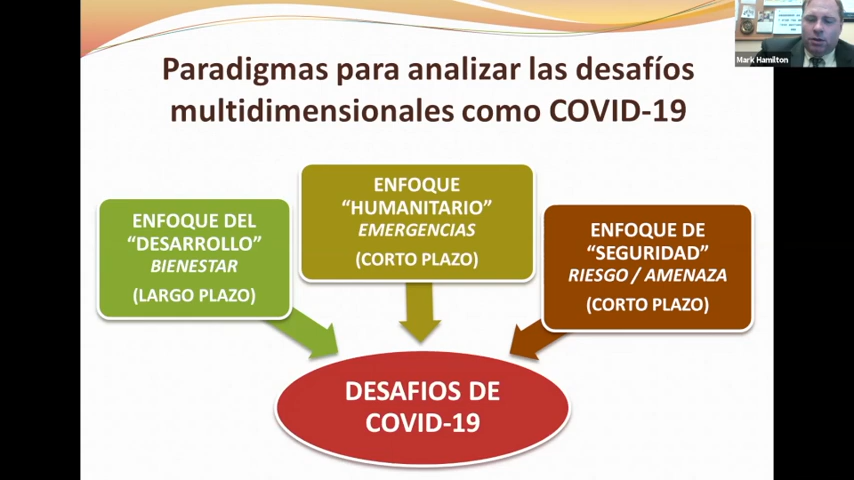 Mark Hamilton
Paradigmas para analizar las desafíos
multidimensionales como COVID-19
ENFOQUE DEL
“DESARROLLO”
BIENESTAR
(LARGO PLAZO)
ENFOQUE
“HUMANITARIO”
EMERGENCIAS
(CORTO PLAZO)
ENFOQUE DE
“SEGURIDAD”
RIESGO / AMENAZA
(CORTO PLAZO)
DESAFIOS DE
COVID-19